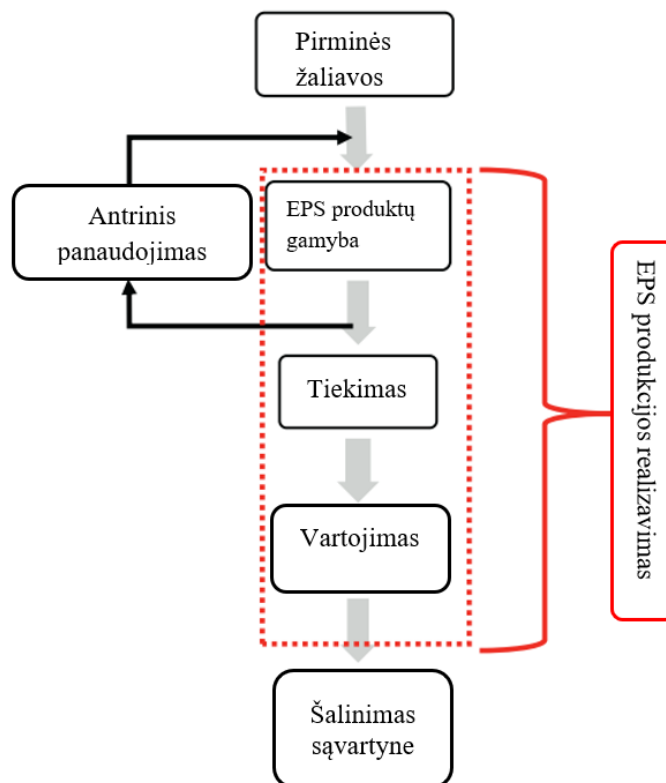 Pirminės
žaliavos
Antrinis
panaudojimas
EPS produktų
gamyba
Tiekimas
Vartojimas
Šalinimas
sąvartyne
EPS produkcijos realizavimas